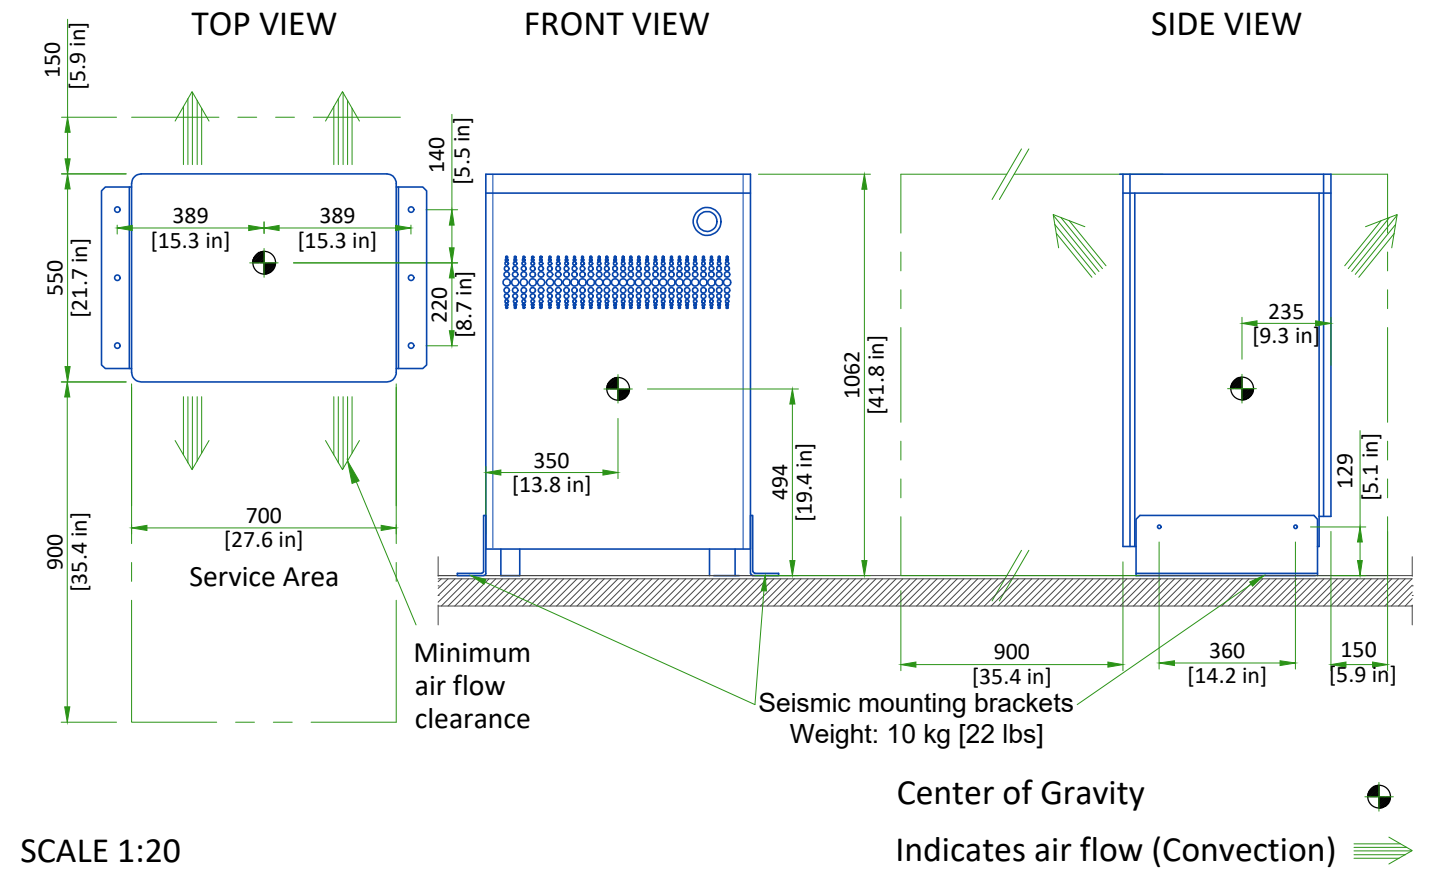 TOP VIEW
FRONT VIEW
SIDE VIEW
150
[5.9 in]
140
[5.5 in]
389
[15.3 in]
389
[15.3 in]
550
[21.7 in]
220
[8.7 in]
235
[9.3 in]
1062
[41.8 in]
350
[13.8 in]
494
[19.4 in]
129
[5.1 in]
700
[27.6 in]
900
[35.4 in]
Service Area
Minimum
air flow
clearance
900
[35.4 in]
360
[14.2 in]
150
[5.9 in]
Seismic mounting brackets
Weight: 10 kg [22 lbs]
Center of Gravity
Indicates air flow (Convection)
SCALE 1:20